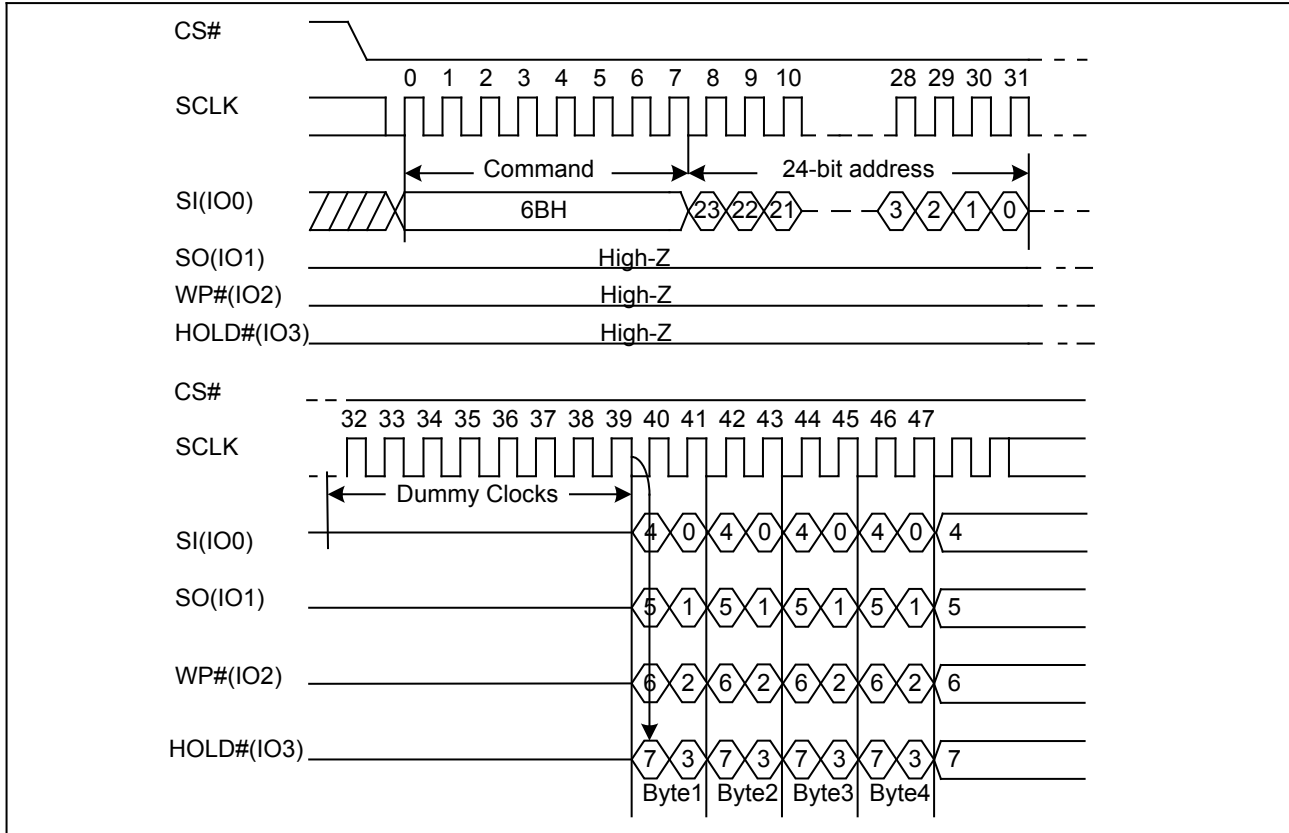 CS#
0 1 2 3 4 5 6 7 8 9 10 28 29 30 31
SCLK
Command 24-bit address
SI(IO0) 6BH 23 22 21 3 2 1 0
SO(IO1) High-Z
WP#(IO2) High-Z
HOLD#(IO3) High-Z
CS#
32 33 34 35 36 37 38 39 40 41 42 43 44 45 46 47
SCLK
Dummy Clocks
SI(IO0) 4 0 4 0 4 0 4 0 4
SO(IO1) 5 1 5 1 5 1 5 1 5
WP#(IO2) 6 2 6 2 6 2 6 2 6
HOLD#(IO3) 7 3 7 3 7 3 7 3 7
Byte1 Byte2 Byte3 Byte4